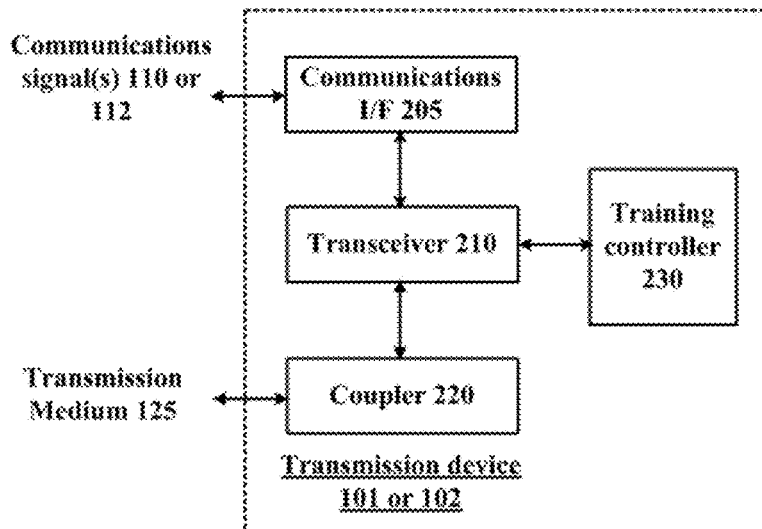 Communications
signal(s) 110 or
112
Communications
I/F 205
Transceiver 210
Training
controller
230
Transmission
Medium 125
Coupler 220
Transmission device
101 or 102